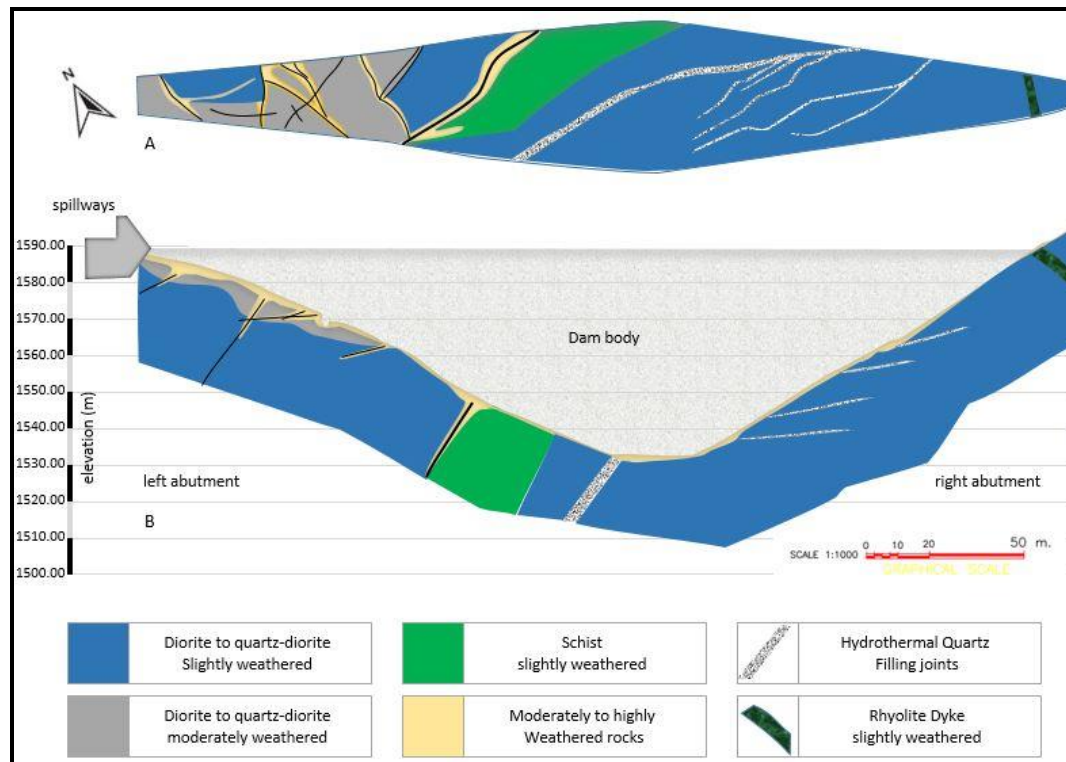 N
A
spillways
1590.00
1580.00
1570.00
1560.00
1550.00
1540.00
1530.00
1520.00
1510.00
1500.00
elevation (m)
Dam body
left abutment
right abutment
B
SCALE 1:1000
0 10 20 50 m.
GRAPHICAL SCALE
Diorite to quartz-diorite
Slightly weathered
Schist
slightly weathered
Hydrothermal Quartz
Filling joints
Diorite to quartz-diorite
moderately weathered
Moderately to highly
Weathered rocks
Rhyolite Dyke
slightly weathered